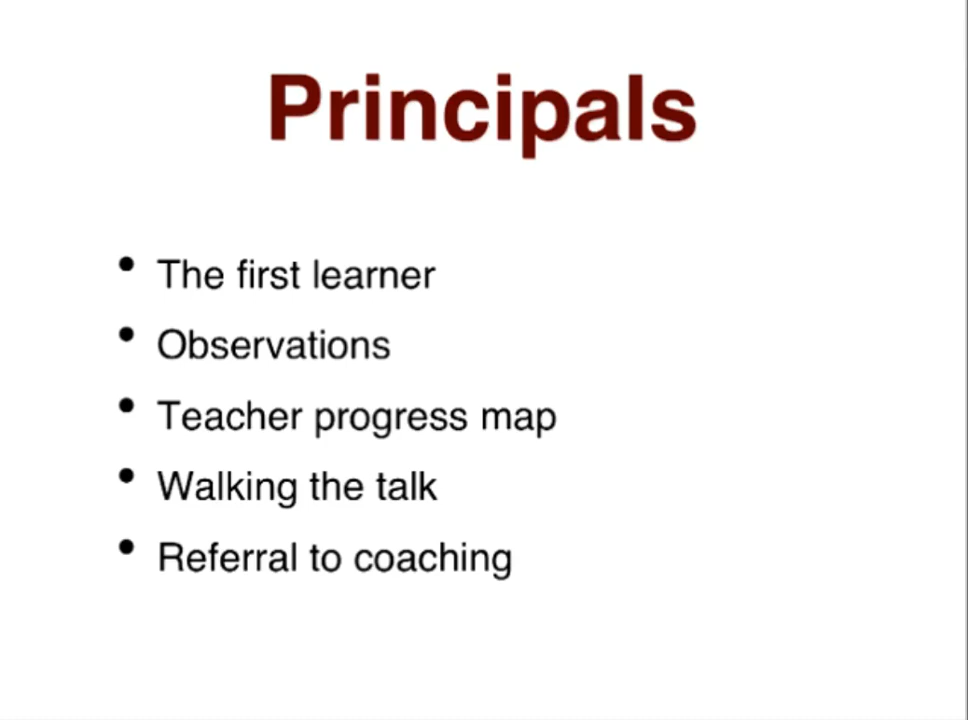 Principals
• The first learner
• Observations
• Teacher progress map
• Walking the talk
• Referral to coaching